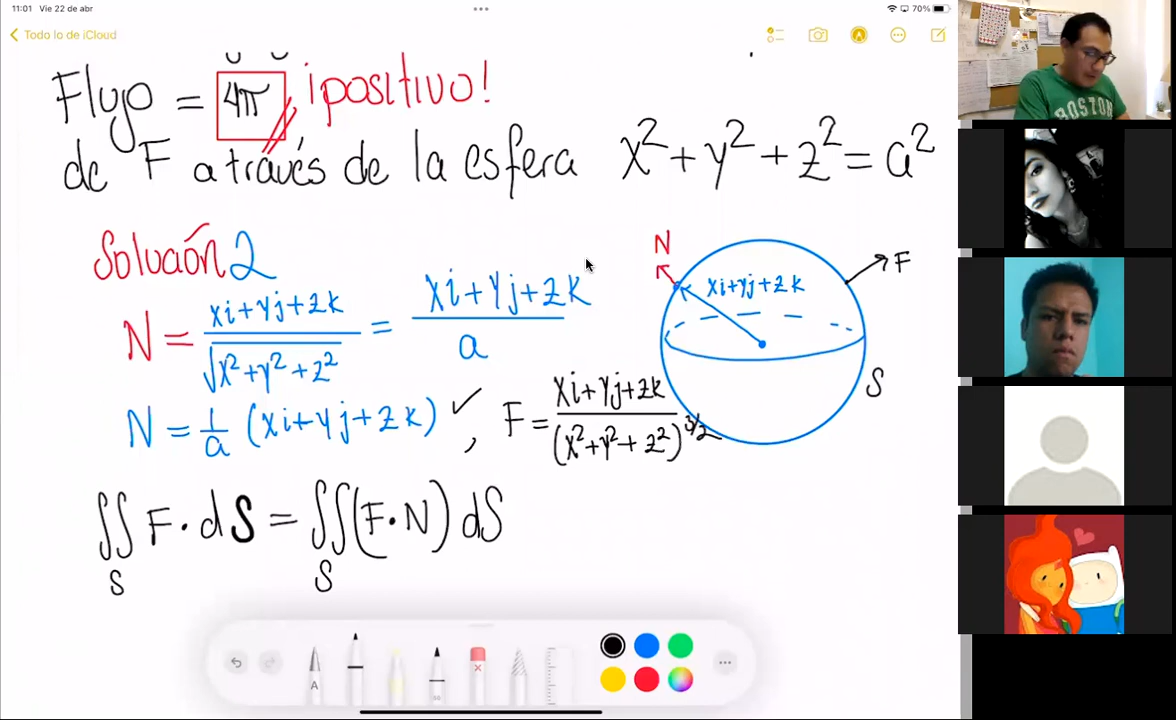 11:01 Vie 22 de abr
70%
Todo lo de iCloud
Flujo = 4π ¡positivo!
de F a través de la esfera x² + y² + z² = a²
Solución 2
N = xi+yj+zk / √x²+y²+z² = xi+yj+zk / a
N = 1/a (xi+yj+zk) ✓, F = xi+yj+zk / (x²+y²+z²)^3/2
∬_S F · dS = ∬_S (F · N) dS
N
xi+yj+zk
F
S
A
BOSTON